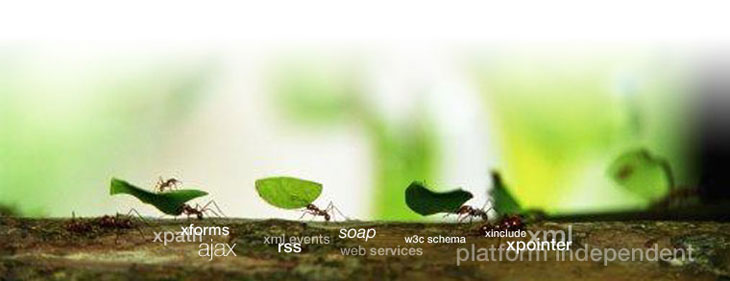 xpath
xforms
ajax
xml events
rss
soap
web services
w3c schema
xinclude
xml
xpointer
platform independent